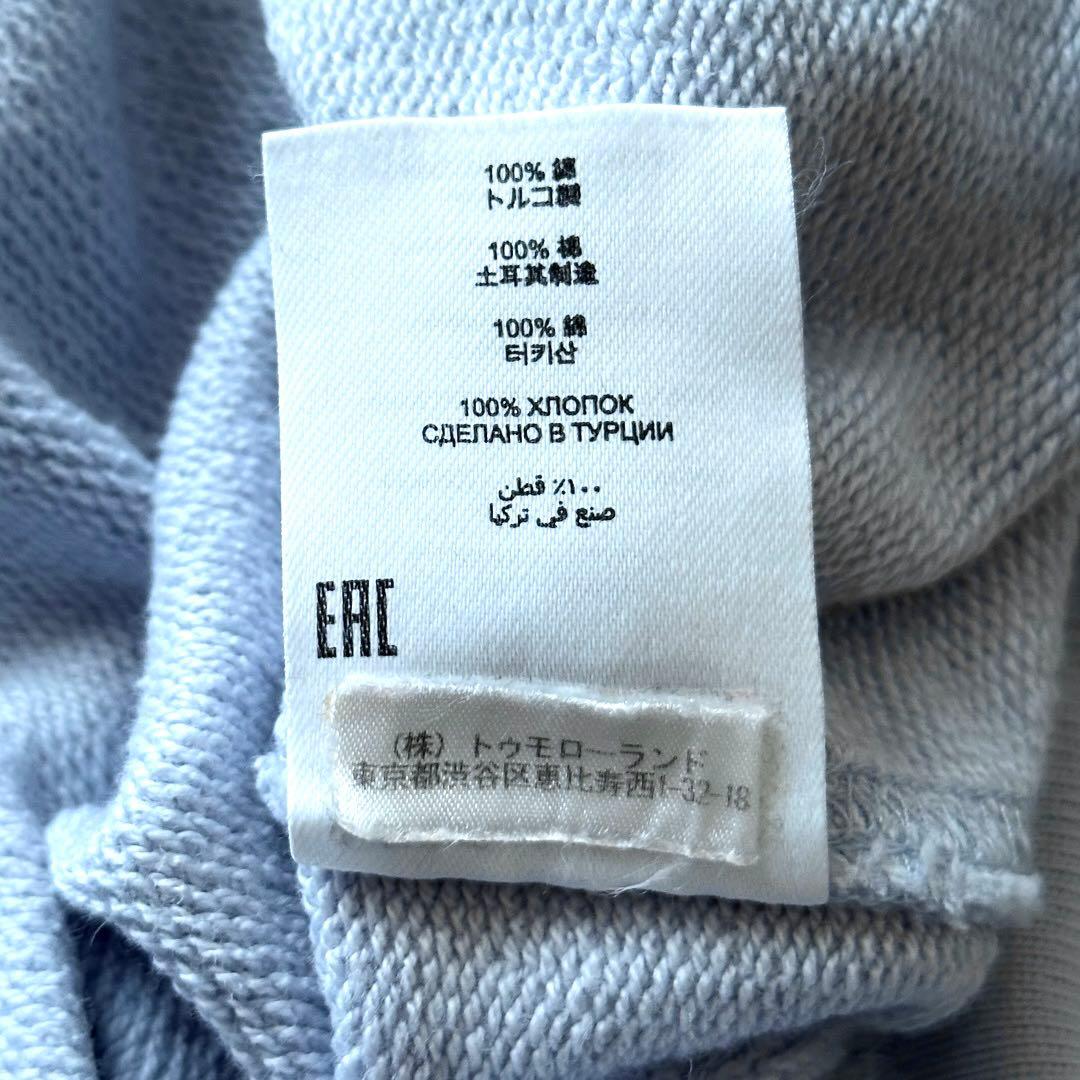 100% 綿
トルコ製
100% 棉
土耳其制造
100% 綿
터키산
100% ХЛОПОК
СДЕЛАНО В ТУРЦИИ
١٠٠٪ قطن
صنع في تركيا
EAC
(株) トゥモローランド
東京都渋谷区恵比寿西1-32-18